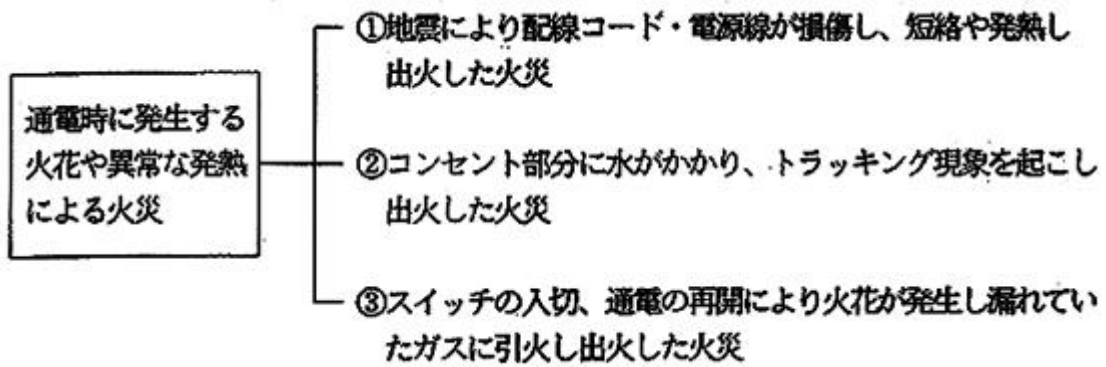 通電時に発生する
火花や異常な発熱
による火災
①地震により配線コード・電源線が損傷し、短絡や発熱し
出火した火災
②コンセント部分に水がかかり、トラッキング現象を起こし
出火した火災
③スイッチの入切、通電の再開により火花が発生し漏れてい
たガスに引火し出火した火災